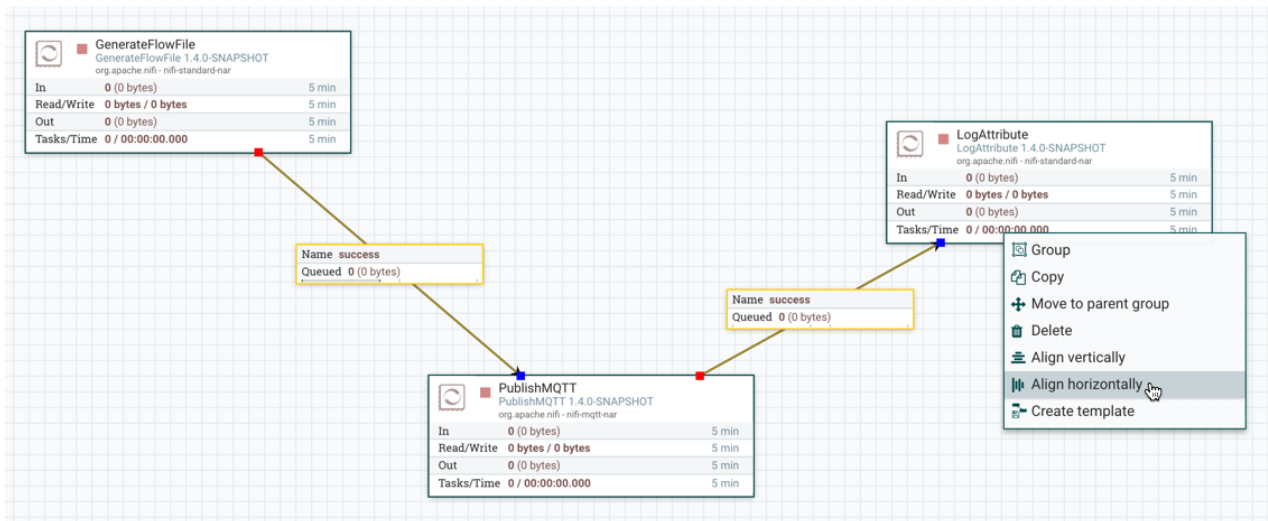 GenerateFlowFile
GenerateFlowFile 1.4.0-SNAPSHOT
org.apache.nifi - nifi-standard-nar
In 0 (0 bytes) 5 min
Read/Write 0 bytes / 0 bytes 5 min
Out 0 (0 bytes) 5 min
Tasks/Time 0 / 00:00:00.000 5 min
Name success
Queued 0 (0 bytes)
PublishMQTT
PublishMQTT 1.4.0-SNAPSHOT
org.apache.nifi - nifi-mqtt-nar
In 0 (0 bytes) 5 min
Read/Write 0 bytes / 0 bytes 5 min
Out 0 (0 bytes) 5 min
Tasks/Time 0 / 00:00:00.000 5 min
Name success
Queued 0 (0 bytes)
LogAttribute
LogAttribute 1.4.0-SNAPSHOT
org.apache.nifi - nifi-standard-nar
In 0 (0 bytes) 5 min
Read/Write 0 bytes / 0 bytes 5 min
Out 0 (0 bytes) 5 min
Tasks/Time 0 / 00:00:00.000 5 min
Group
Copy
Move to parent group
Delete
Align vertically
Align horizontally
Create template